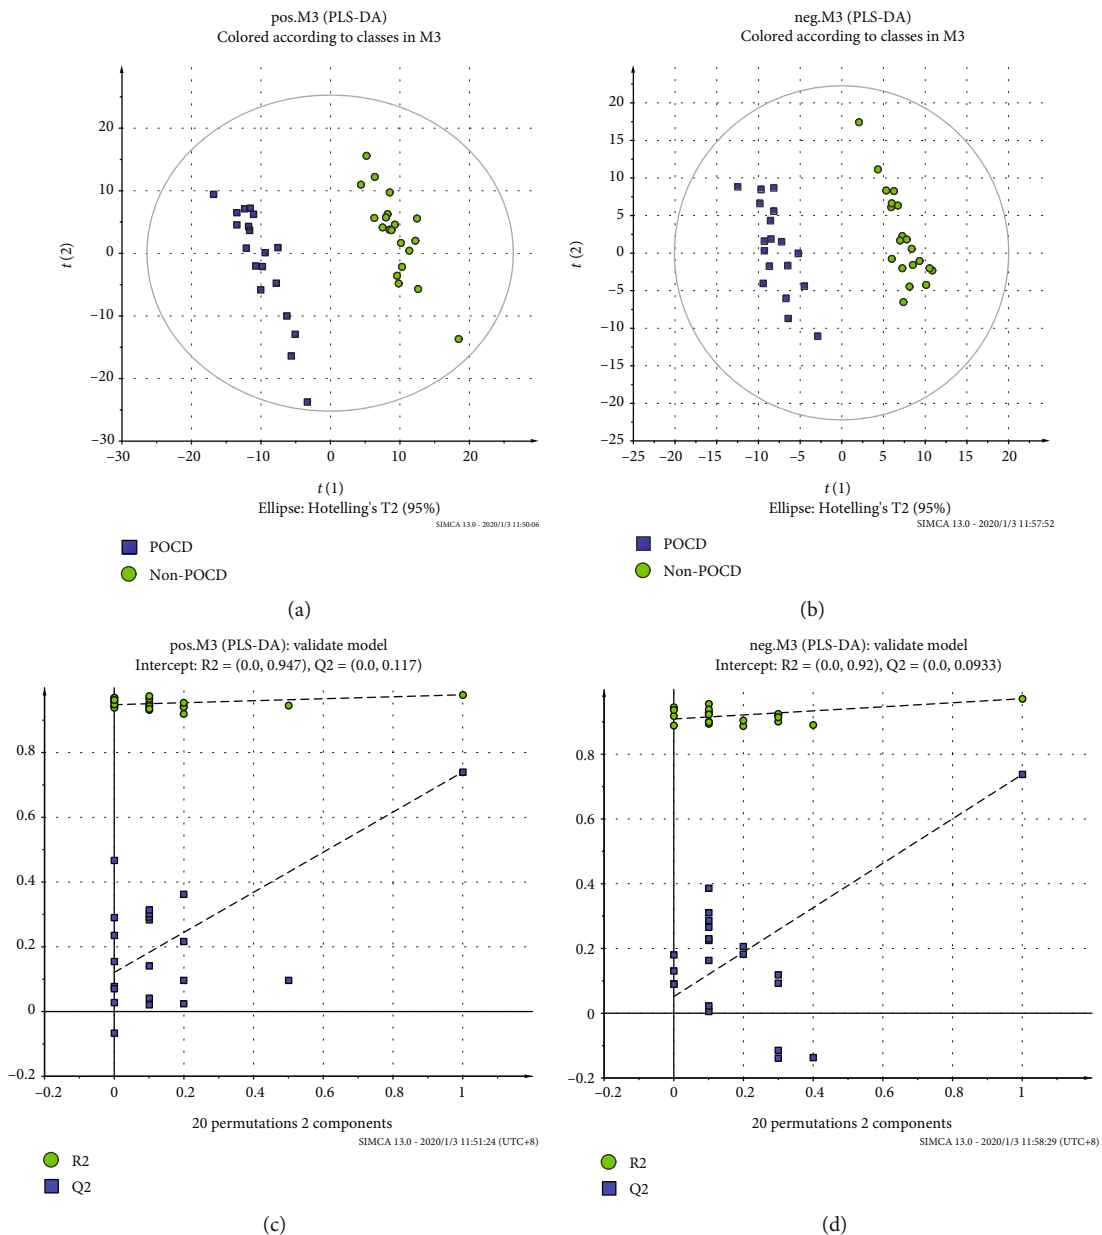 pos.M3 (PLS-DA)
Colored according to classes in M3
20
10
0
−10
−20
−30
t (2)
−30 −20 −10 0 10 20
t (1)
Ellipse: Hotelling's T2 (95%)
SIMCA 13.0 - 2020/1/3 11:50:06
POCD
Non-POCD
(a)
neg.M3 (PLS-DA)
Colored according to classes in M3
20
15
10
5
0
−5
−10
−15
−20
−25
t (2)
−25 −20 −15 −10 −5 0 5 10 15 20
t (1)
Ellipse: Hotelling's T2 (95%)
SIMCA 13.0 - 2020/1/3 11:57:52
POCD
Non-POCD
(b)
pos.M3 (PLS-DA): validate model
Intercept: R2 = (0.0, 0.947), Q2 = (0.0, 0.117)
0.8
0.6
0.4
0.2
0
−0.2
−0.2 0 0.2 0.4 0.6 0.8 1
20 permutations 2 components
SIMCA 13.0 - 2020/1/3 11:51:24 (UTC+8)
R2
Q2
(c)
neg.M3 (PLS-DA): validate model
Intercept: R2 = (0.0, 0.92), Q2 = (0.0, 0.0933)
0.8
0.6
0.4
0.2
0
−0.2
−0.2 0 0.2 0.4 0.6 0.8 1
20 permutations 2 components
SIMCA 13.0 - 2020/1/3 11:58:29 (UTC+8)
R2
Q2
(d)